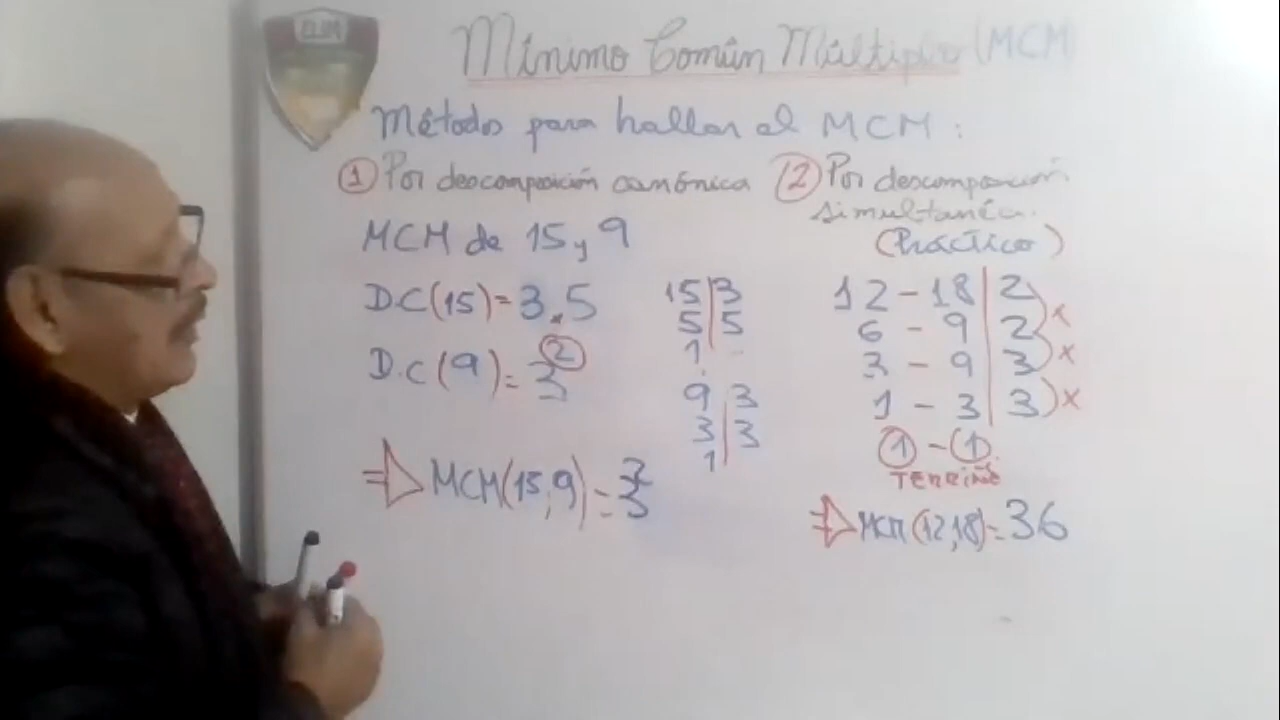 ELIM
Mínimo Común Múltiplo (MCM
Métodos para hallar el MCM:
① Por descomposición canónica
MCM de 15 y 9
D.C(15)=3.5
D.C(9)=3²
15|3
5|5
1
9|3
3|3
1
⇒ MCM(15,9)=3²
② Por descomposición
simultanéa.
(Práctico)
12-18|2
6-9|2 x
3-9|3 x
1-3|3 x
①-①.
TERMINÓ
⇒ MCM(12,18)=36